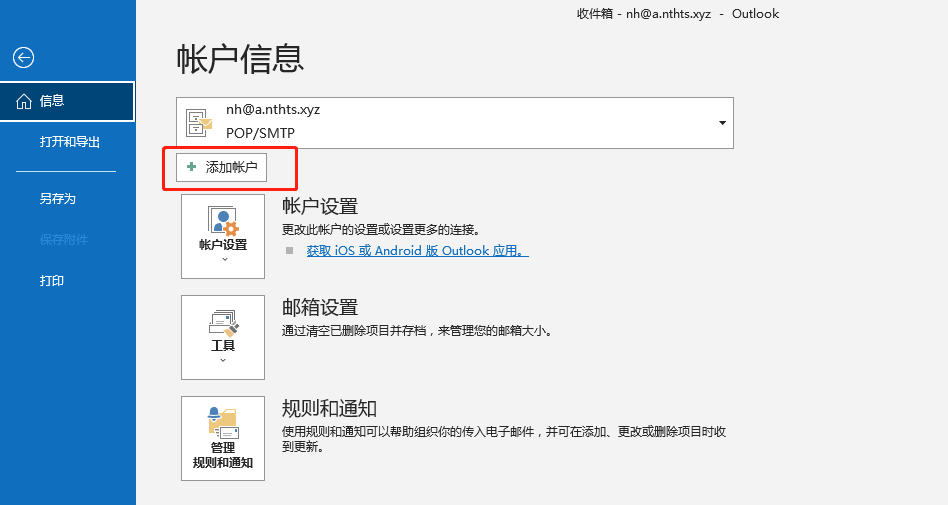 收件箱 - nh@a.nthts.xyz - Outlook
帐户信息
信息
打开和导出
另存为
保存附件
打印
nh@a.nthts.xyz
POP/SMTP
添加帐户
帐户设置
帐户设置
更改此帐户的设置或设置更多的连接。
获取 iOS 或 Android 版 Outlook 应用。
工具
邮箱设置
通过清空已删除项目并存档，来管理您的邮箱大小。
管理
规则和通知
规则和通知
使用规则和通知可以帮助组织你的传入电子邮件，并可在添加、更改或删除项目时收
到更新。